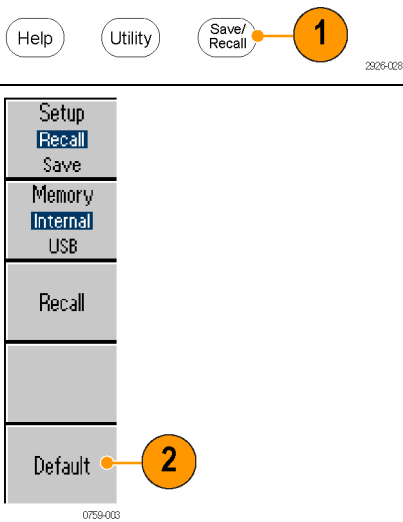 Help Utility Save/
Recall 1
2926-028
Setup
Recall
Save
Memory
Internal
USB
Recall
Default 2
0759-003